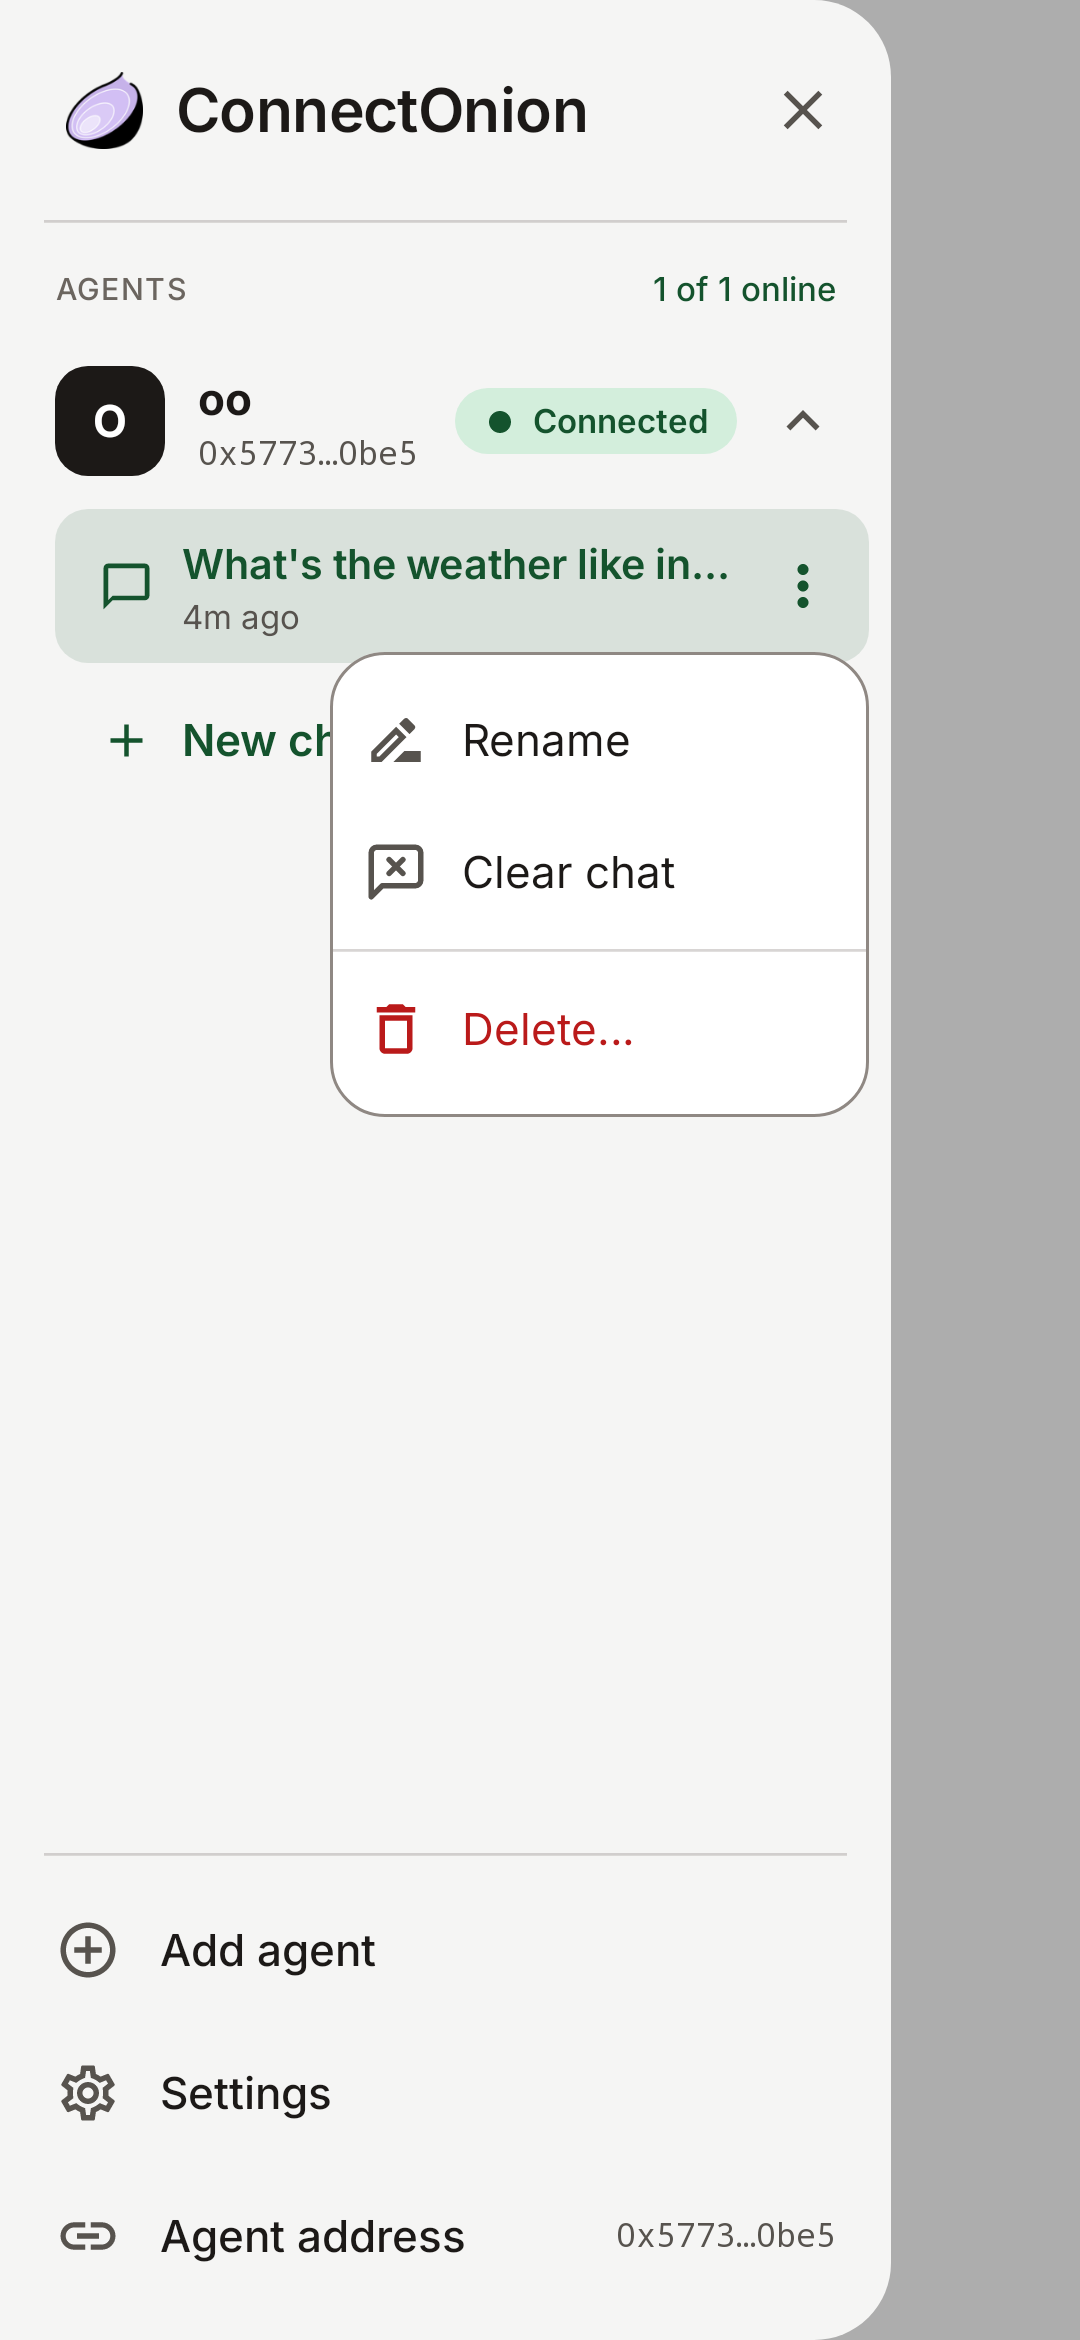 ConnectOnion
AGENTS
1 of 1 online
O
oo
0x5773…0be5
Connected
What's the weather like in…
4m ago
New ch
Rename
Clear chat
Delete…
Add agent
Settings
Agent address
0x5773…0be5